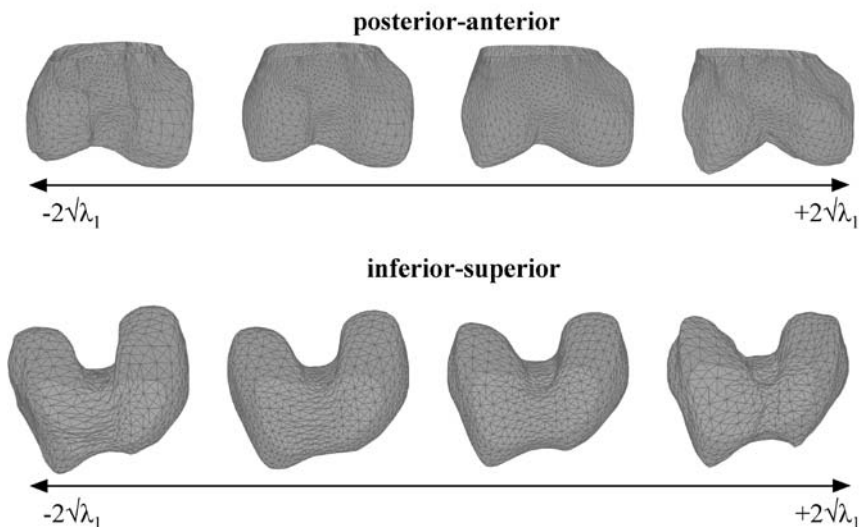 posterior-anterior
-2√λ₁ +2√λ₁
inferior-superior
-2√λ₁ +2√λ₁